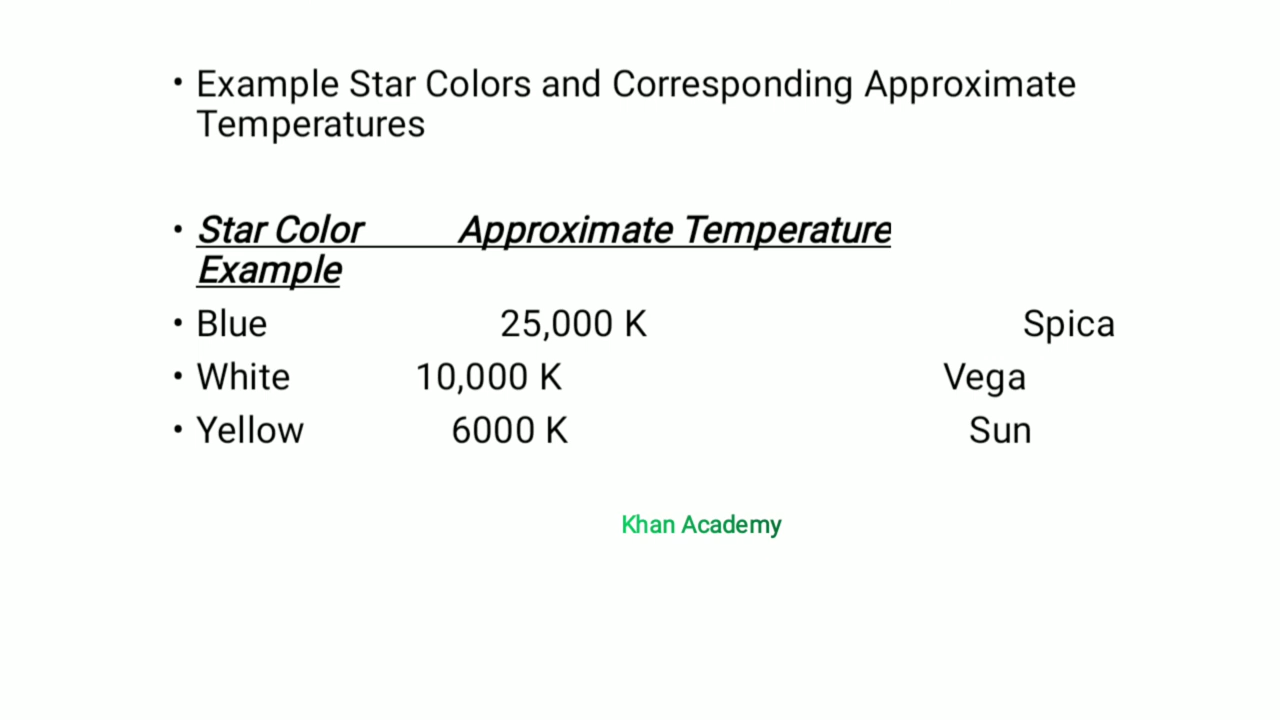 • Example Star Colors and Corresponding Approximate
Temperatures
• Star Color Approximate Temperature
Example
• Blue 25,000 K Spica
• White 10,000 K Vega
• Yellow 6000 K Sun
Khan Academy